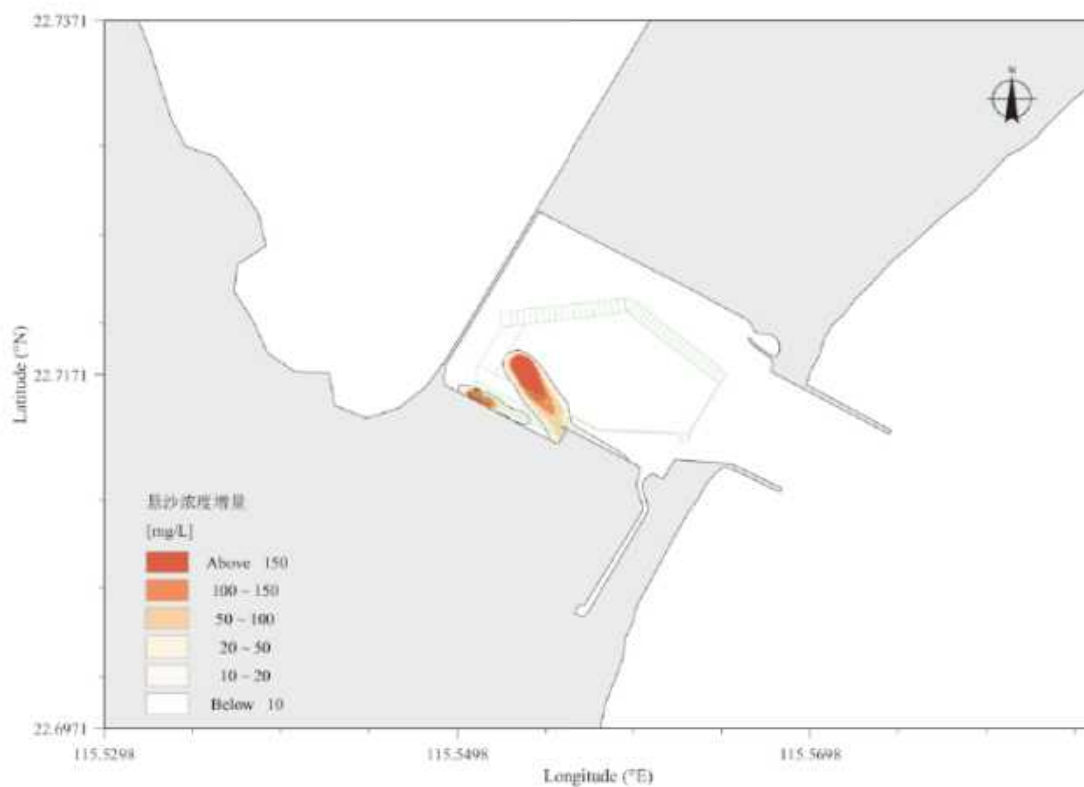 22.7371
N
Latitude (°N)
22.7171
悬沙浓度增量
[mg/L]
Above 150
100 ~ 150
50 ~ 100
20 ~ 50
10 ~ 20
Below 10
22.6971
115.5298
115.5498
115.5698
Longitude (°E)